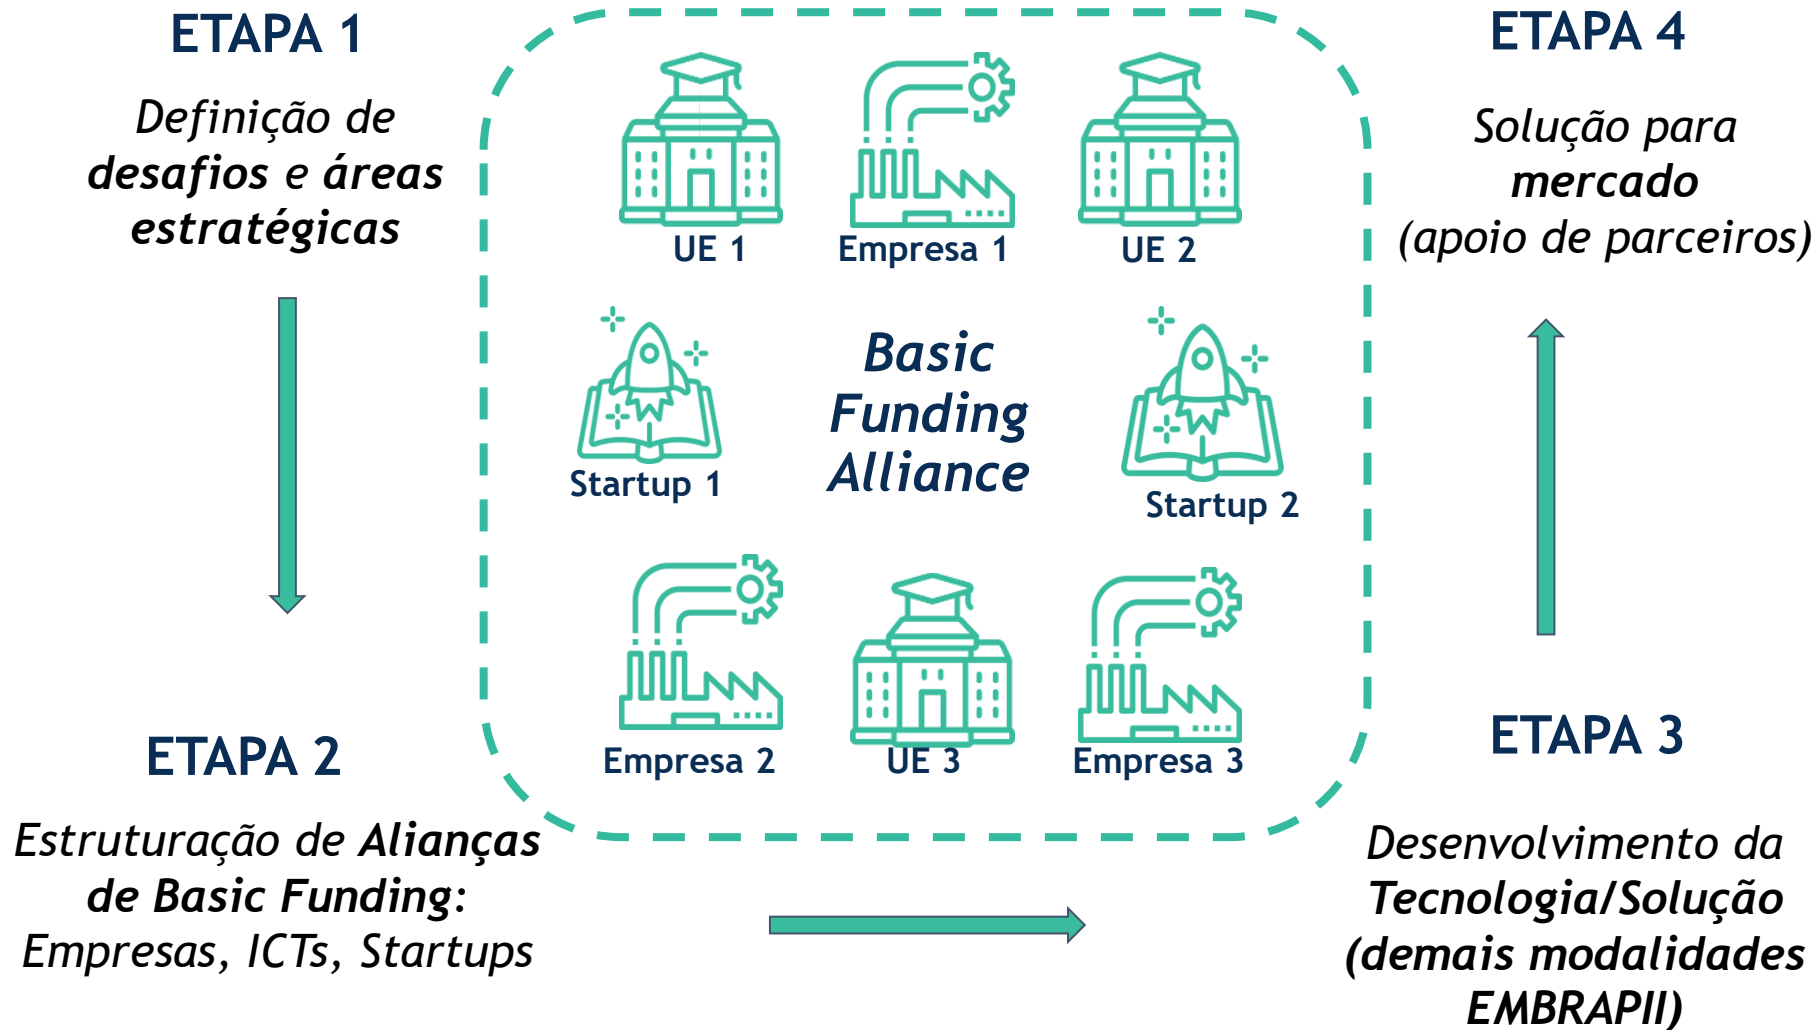 ETAPA 1
Definição de
desafios e áreas
estratégicas
ETAPA 2
Estruturação de Alianças
de Basic Funding:
Empresas, ICTs, Startups
UE 1
Empresa 1
UE 2
Startup 1
Basic
Funding
Alliance
Startup 2
Empresa 2
UE 3
Empresa 3
ETAPA 3
Desenvolvimento da
Tecnologia/Solução
(demais modalidades
EMBRAPII)
ETAPA 4
Solução para
mercado
(apoio de parceiros)